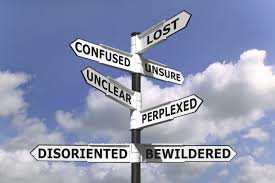 LOST
CONFUSED
UNSURE
UNCLEAR
PERPLEXED
DISORIENTED
BEWILDERED